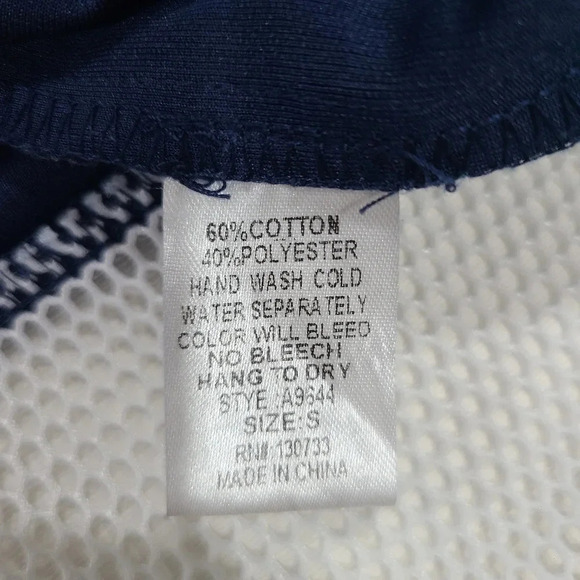 60%COTTON
40%POLYESTER
HAND WASH COLD
WATER SEPARATELY
COLOR WILL BLEED
NO BLEECH
HANG TO DRY
STYE :A9644
SIZE:S
RN#:130733
MADE IN CHINA